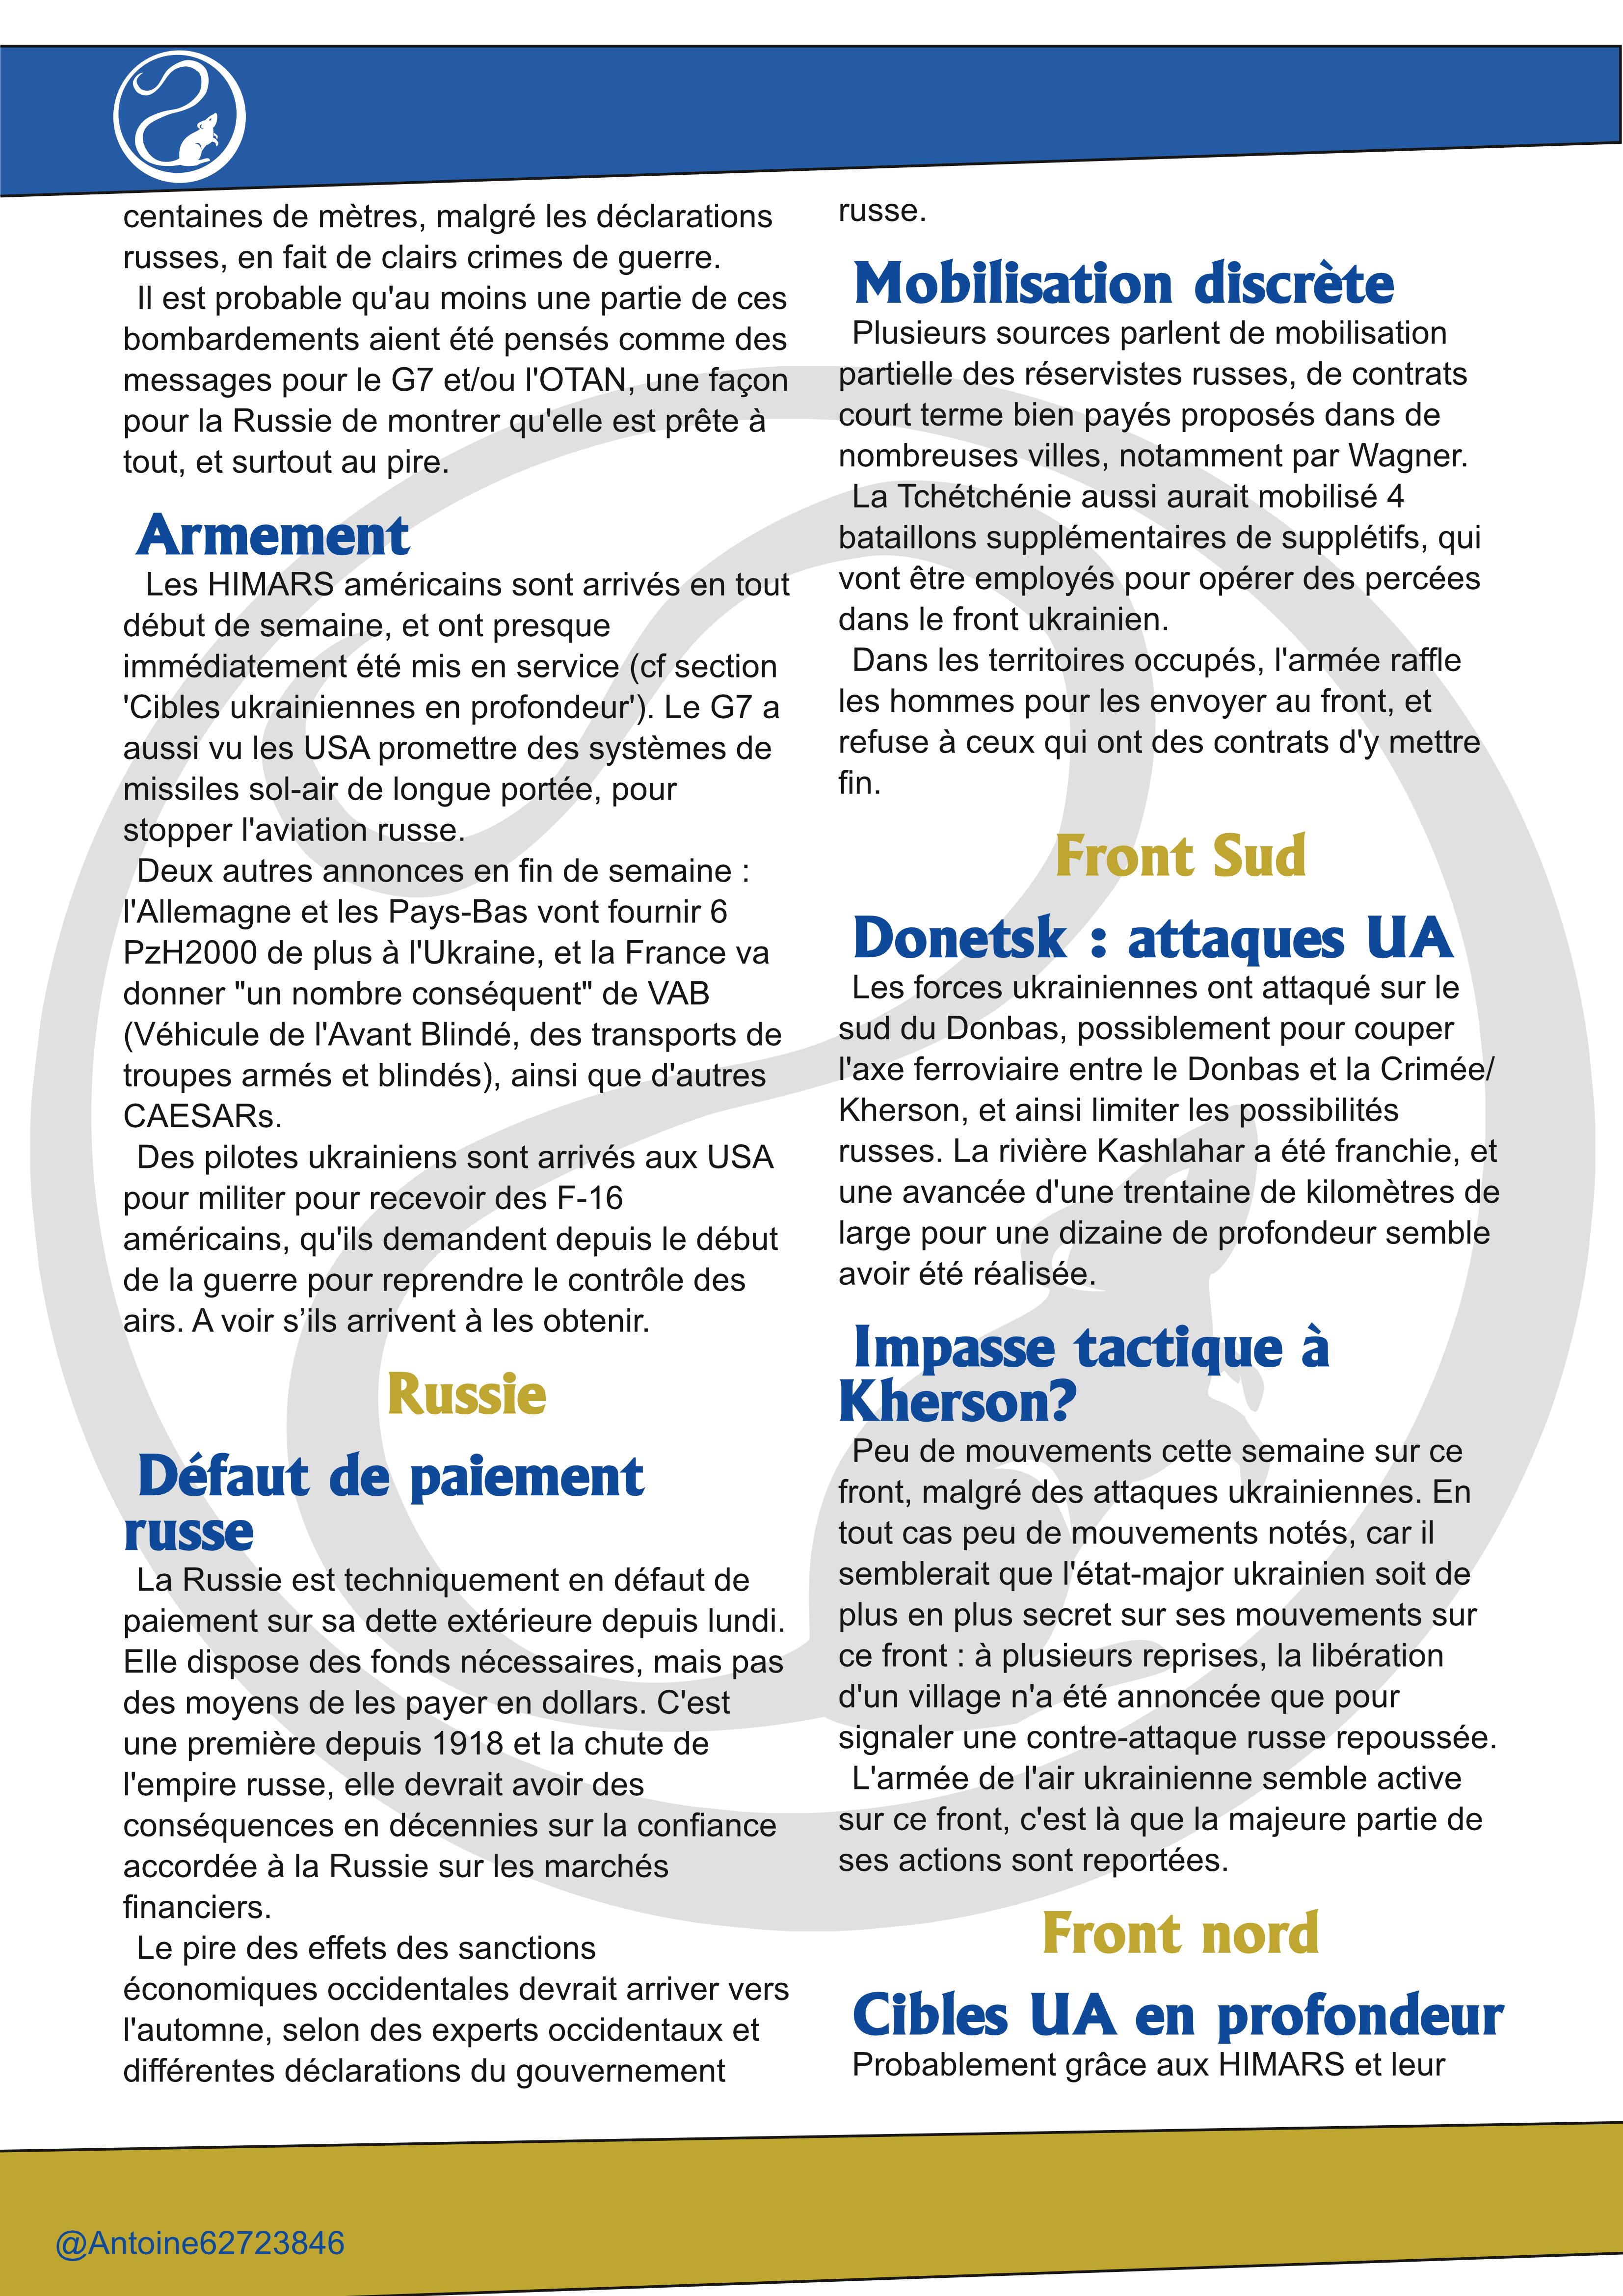 centaines de mètres, malgré les déclarations
russes, en fait de clairs crimes de guerre.
Il est probable qu'au moins une partie de ces
bombardements aient été pensés comme des
messages pour le G7 et/ou l'OTAN, une façon
pour la Russie de montrer qu'elle est prête à
tout, et surtout au pire.
Armement
Les HIMARS américains sont arrivés en tout
début de semaine, et ont presque
immédiatement été mis en service (cf section
'Cibles ukrainiennes en profondeur'). Le G7 a
aussi vu les USA promettre des systèmes de
missiles sol-air de longue portée, pour
stopper l'aviation russe.
Deux autres annonces en fin de semaine :
l'Allemagne et les Pays-Bas vont fournir 6
PzH2000 de plus à l'Ukraine, et la France va
donner "un nombre conséquent" de VAB
(Véhicule de l'Avant Blindé, des transports de
troupes armés et blindés), ainsi que d'autres
CAESARs.
Des pilotes ukrainiens sont arrivés aux USA
pour militer pour recevoir des F-16
américains, qu'ils demandent depuis le début
de la guerre pour reprendre le contrôle des
airs. A voir s’ils arrivent à les obtenir.
Russie
Défaut de paiement
russe
La Russie est techniquement en défaut de
paiement sur sa dette extérieure depuis lundi.
Elle dispose des fonds nécessaires, mais pas
des moyens de les payer en dollars. C'est
une première depuis 1918 et la chute de
l'empire russe, elle devrait avoir des
conséquences en décennies sur la confiance
accordée à la Russie sur les marchés
financiers.
Le pire des effets des sanctions
économiques occidentales devrait arriver vers
l'automne, selon des experts occidentaux et
différentes déclarations du gouvernement
russe.
Mobilisation discrète
Plusieurs sources parlent de mobilisation
partielle des réservistes russes, de contrats
court terme bien payés proposés dans de
nombreuses villes, notamment par Wagner.
La Tchétchénie aussi aurait mobilisé 4
bataillons supplémentaires de supplétifs, qui
vont être employés pour opérer des percées
dans le front ukrainien.
Dans les territoires occupés, l'armée raffle
les hommes pour les envoyer au front, et
refuse à ceux qui ont des contrats d'y mettre
fin.
Front Sud
Donetsk : attaques UA
Les forces ukrainiennes ont attaqué sur le
sud du Donbas, possiblement pour couper
l'axe ferroviaire entre le Donbas et la Crimée/
Kherson, et ainsi limiter les possibilités
russes. La rivière Kashlahar a été franchie, et
une avancée d'une trentaine de kilomètres de
large pour une dizaine de profondeur semble
avoir été réalisée.
Impasse tactique à
Kherson?
Peu de mouvements cette semaine sur ce
front, malgré des attaques ukrainiennes. En
tout cas peu de mouvements notés, car il
semblerait que l'état-major ukrainien soit de
plus en plus secret sur ses mouvements sur
ce front : à plusieurs reprises, la libération
d'un village n'a été annoncée que pour
signaler une contre-attaque russe repoussée.
L'armée de l'air ukrainienne semble active
sur ce front, c'est là que la majeure partie de
ses actions sont reportées.
Front nord
Cibles UA en profondeur
Probablement grâce aux HIMARS et leur
@Antoine62723846